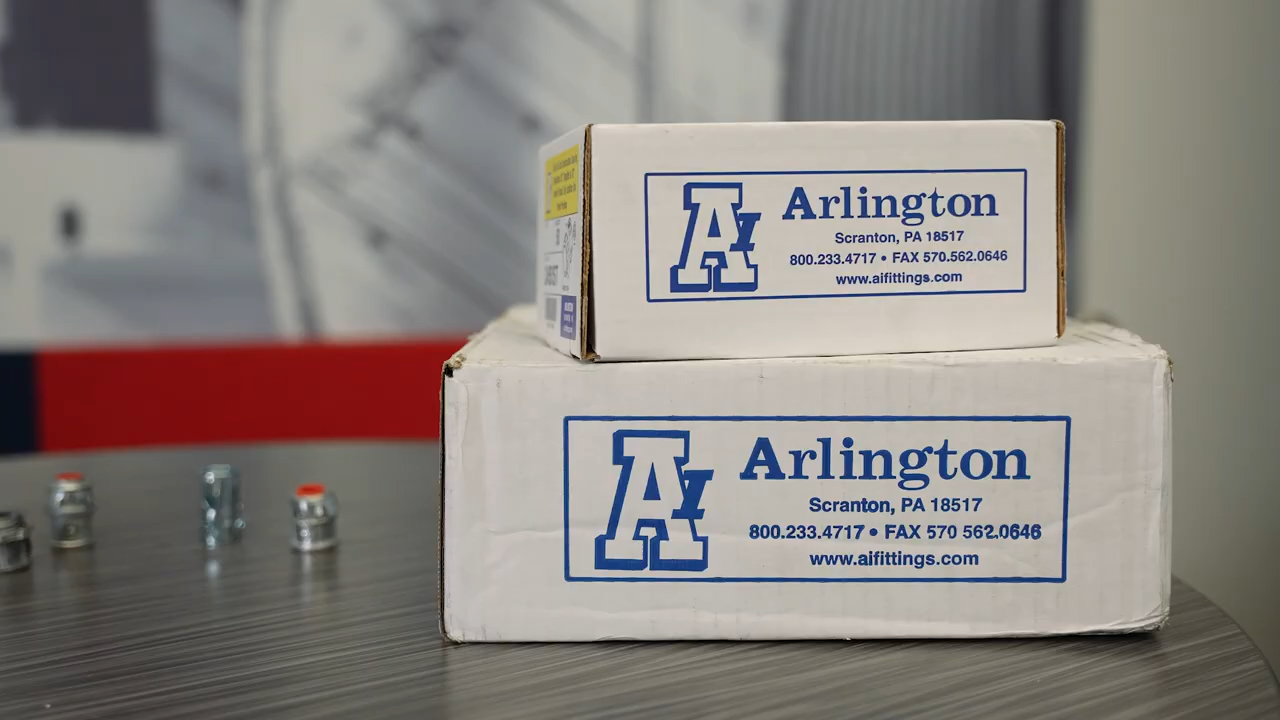 AI
Arlington
Scranton, PA 18517
800.233.4717 • FAX 570.562.0646
www.aifittings.com
AI
Arlington
Scranton, PA 18517
800.233.4717 • FAX 570 562.0646
www.aifittings.com